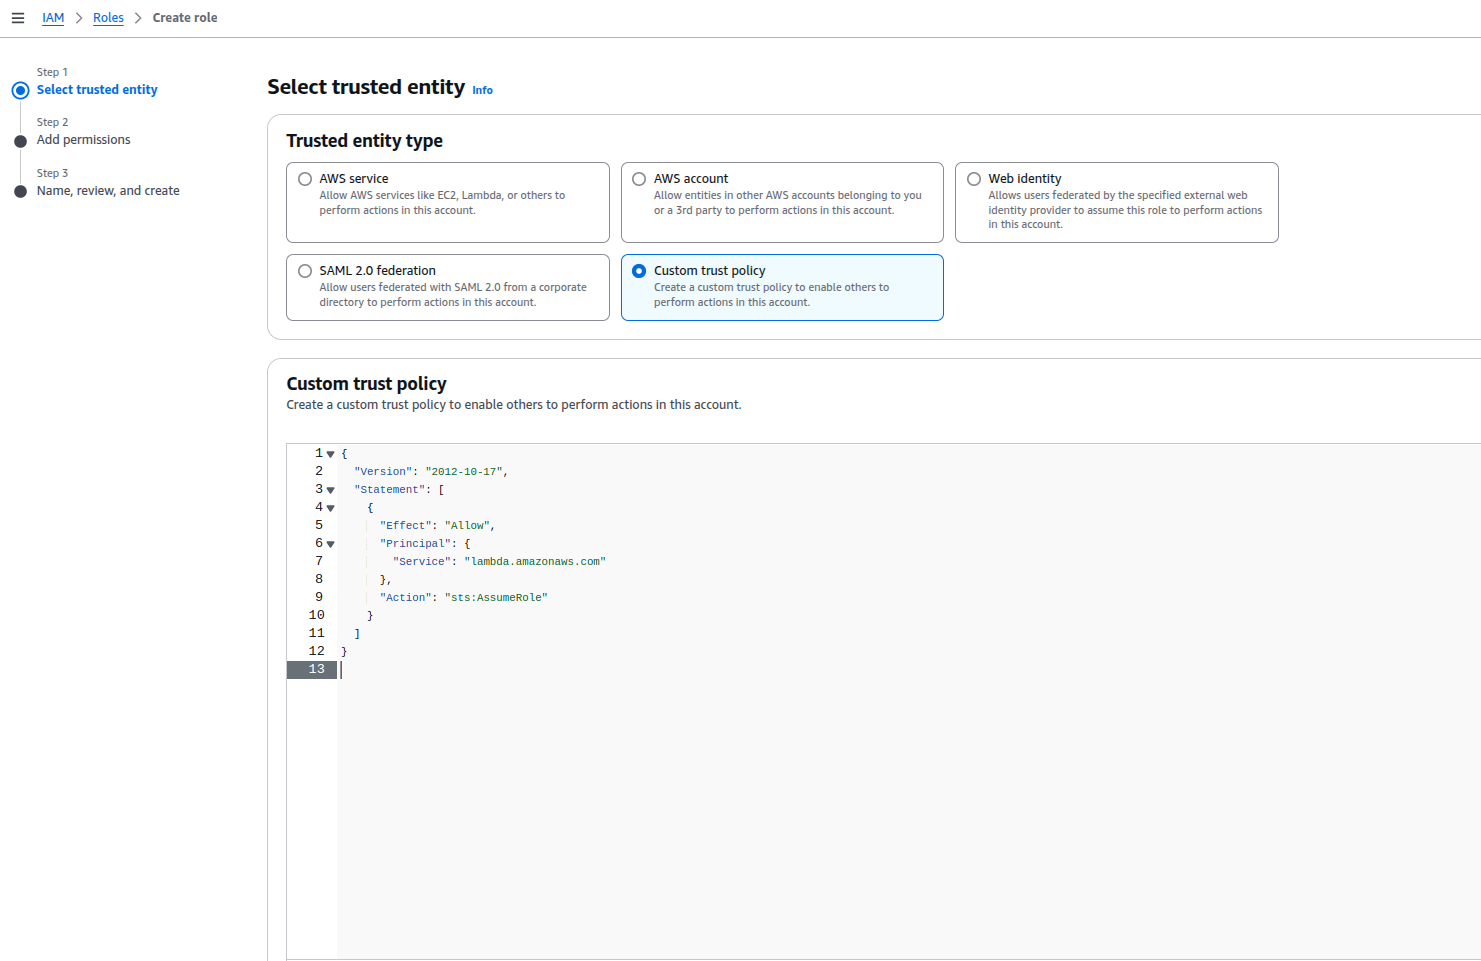 IAM > Roles > Create role
Step 1
Select trusted entity
Step 2
Add permissions
Step 3
Name, review, and create
Select trusted entity Info
Trusted entity type
AWS service
Allow AWS services like EC2, Lambda, or others to
perform actions in this account.
AWS account
Allow entities in other AWS accounts belonging to you
or a 3rd party to perform actions in this account.
Web identity
Allows users federated by the specified external web
identity provider to assume this role to perform actions
in this account.
SAML 2.0 federation
Allow users federated with SAML 2.0 from a corporate
directory to perform actions in this account.
Custom trust policy
Create a custom trust policy to enable others to
perform actions in this account.
Custom trust policy
Create a custom trust policy to enable others to perform actions in this account.
1 {
2   "Version": "2012-10-17",
3   "Statement": [
4     {
5       "Effect": "Allow",
6       "Principal": {
7         "Service": "lambda.amazonaws.com"
8       },
9       "Action": "sts:AssumeRole"
10     }
11   ]
12 }
13